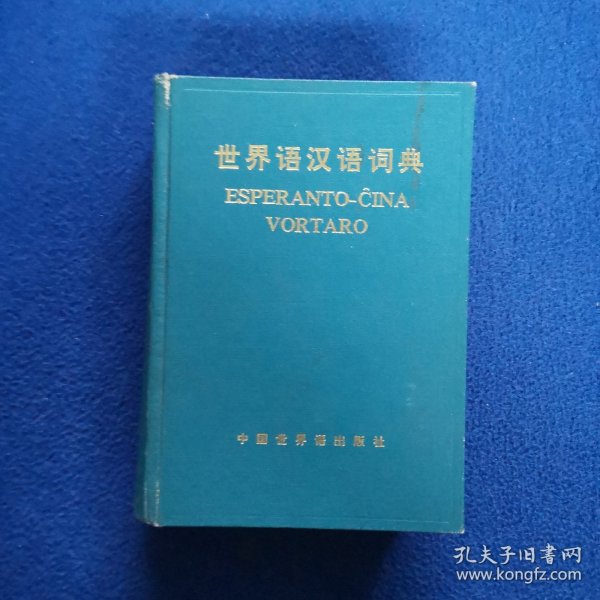 世界语汉语词典
ESPERANTO-ĈINA
VORTARO
中国世界语出版社
孔夫子旧书网
www.kongfz.com